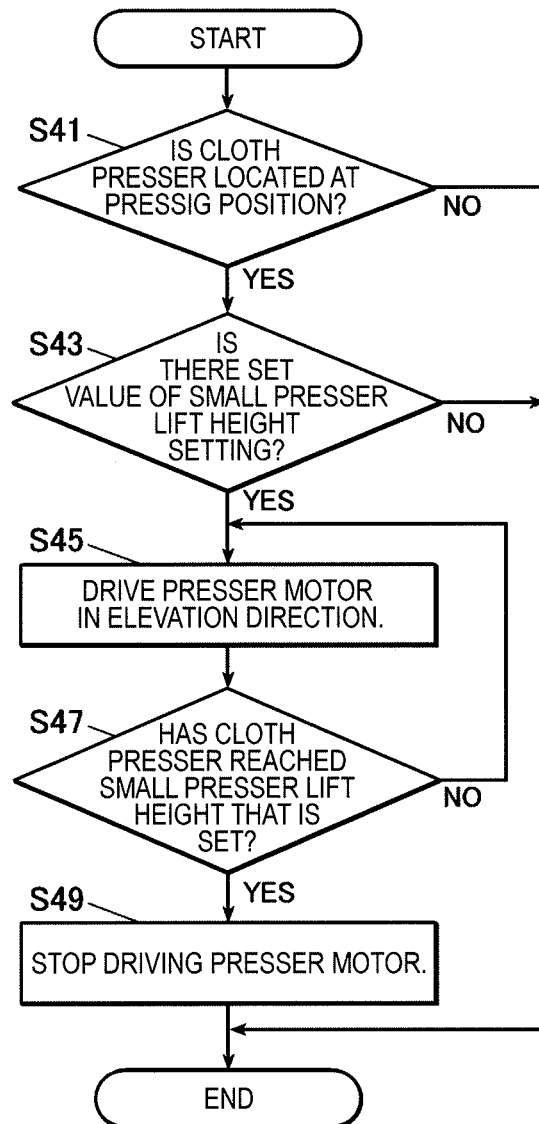 START
S41
IS CLOTH
PRESSER LOCATED AT
PRESSIG POSITION?
NO
YES
S43
IS
THERE SET
VALUE OF SMALL PRESSER
LIFT HEIGHT
SETTING?
NO
YES
S45
DRIVE PRESSER MOTOR
IN ELEVATION DIRECTION.
S47
HAS CLOTH
PRESSER REACHED
SMALL PRESSER LIFT
HEIGHT THAT IS
SET?
NO
YES
S49
STOP DRIVING PRESSER MOTOR.
END